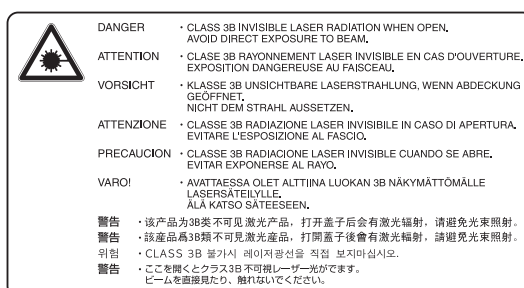 DANGER ・CLASS 3B INVISIBLE LASER RADIATION WHEN OPEN.
AVOID DIRECT EXPOSURE TO BEAM.
ATTENTION ・CLASE 3B RAYONNEMENT LASER INVISIBLE EN CAS D'OUVERTURE.
EXPOSITION DANGEREUSE AU FAISCEAU.
VORSICHT ・KLASSE 3B UNSICHTBARE LASERSTRAHLUNG, WENN ABDECKUNG
GEÖFFNET.
NICHT DEM STRAHL AUSSETZEN.
ATTENZIONE ・CLASSE 3B RADIAZIONE LASER INVISIBILE IN CASO DI APERTURA.
EVITARE L'ESPOSIZIONE AL FASCIO.
PRECAUCION ・CLASSE 3B RADIACIONE LASER INVISIBLE CUANDO SE ABRE.
EVITAR EXPONERSE AL RAYO.
VARO! ・AVATTAESSA OLET ALTTIINA LUOKAN 3B NÄKYMÄTTÖMÄLLE
LASERSÄTEILYLLE.
ÄLÄ KATSO SÄTEESEEN.
警告 ・该产品为3B类不可见激光产品，打开盖子后会有激光辐射，请避免光束照射。
警告 ・該産品爲3B類不可見激光産品，打開蓋子後會有激光輻射，請避免光束照射。
위험 ・CLASS 3B 불가시 레이저광선을 직접 보지마십시오.
警告 ・ここを開くとクラス3B不可視レーザー光がでます。
ビームを直接見たり、触れないでください。